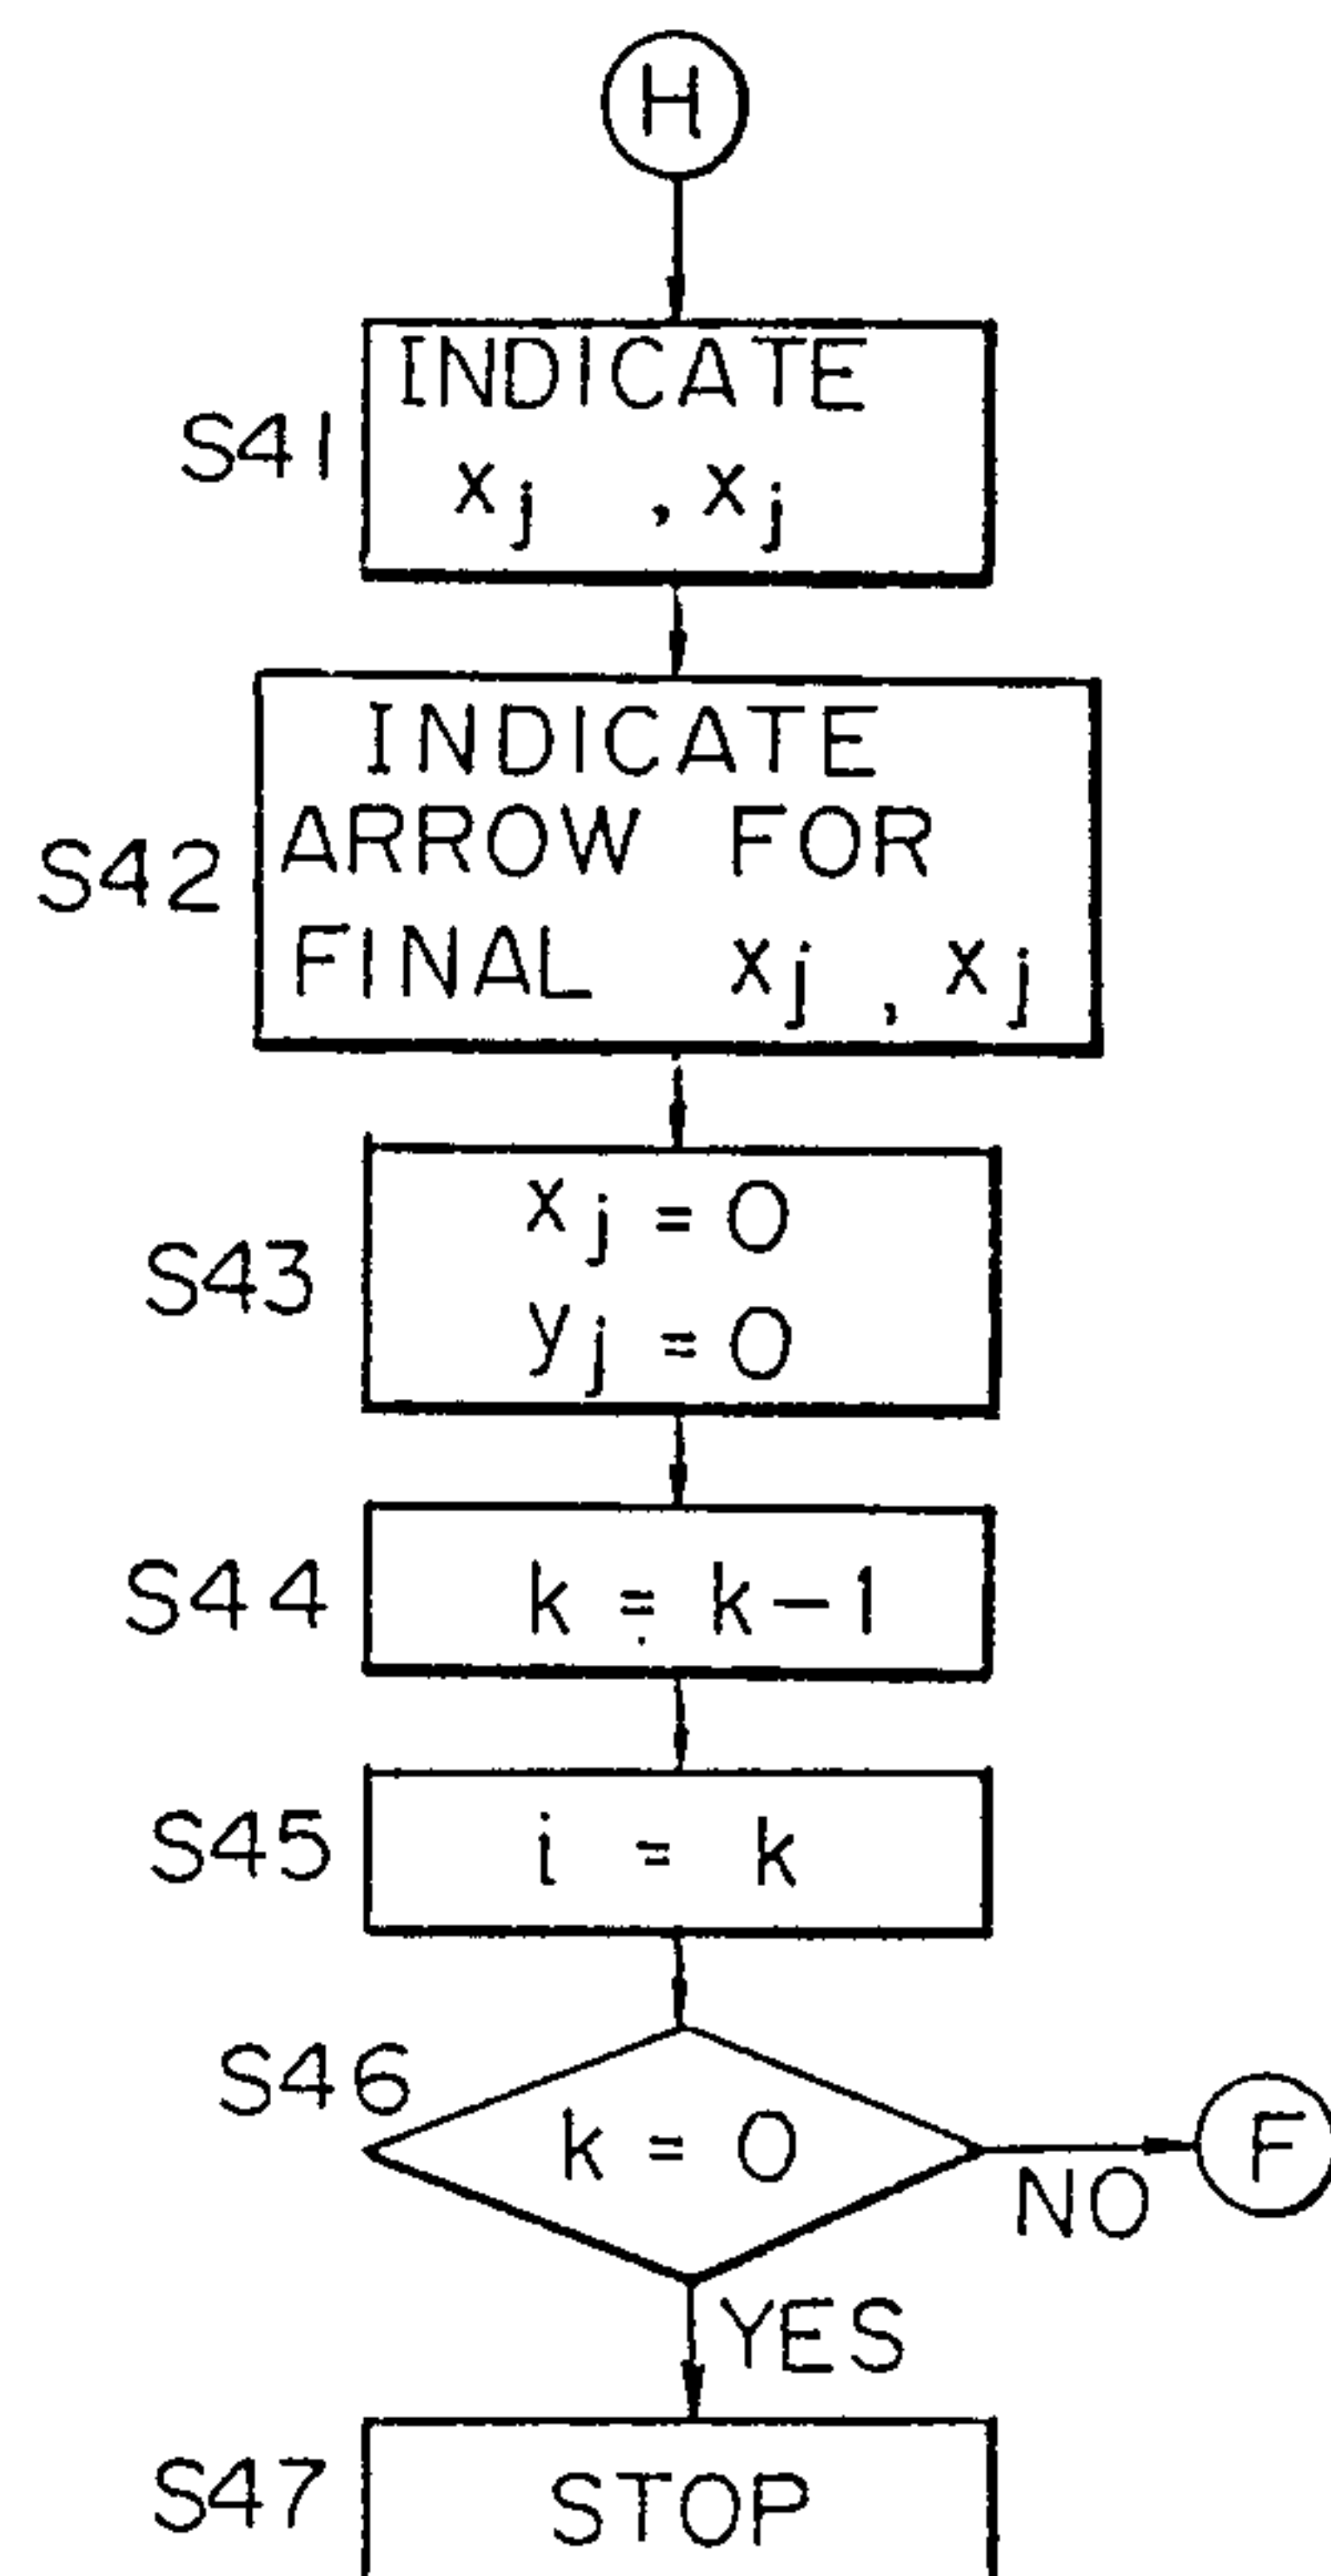 H
INDICATE
S41
xj , xj
INDICATE
ARROW FOR
S42
FINAL xj , xj
xj = 0
S43
yj = 0
S44
k = k-1
S45
i = k
S46
k = 0
F
NO
YES
S47
STOP